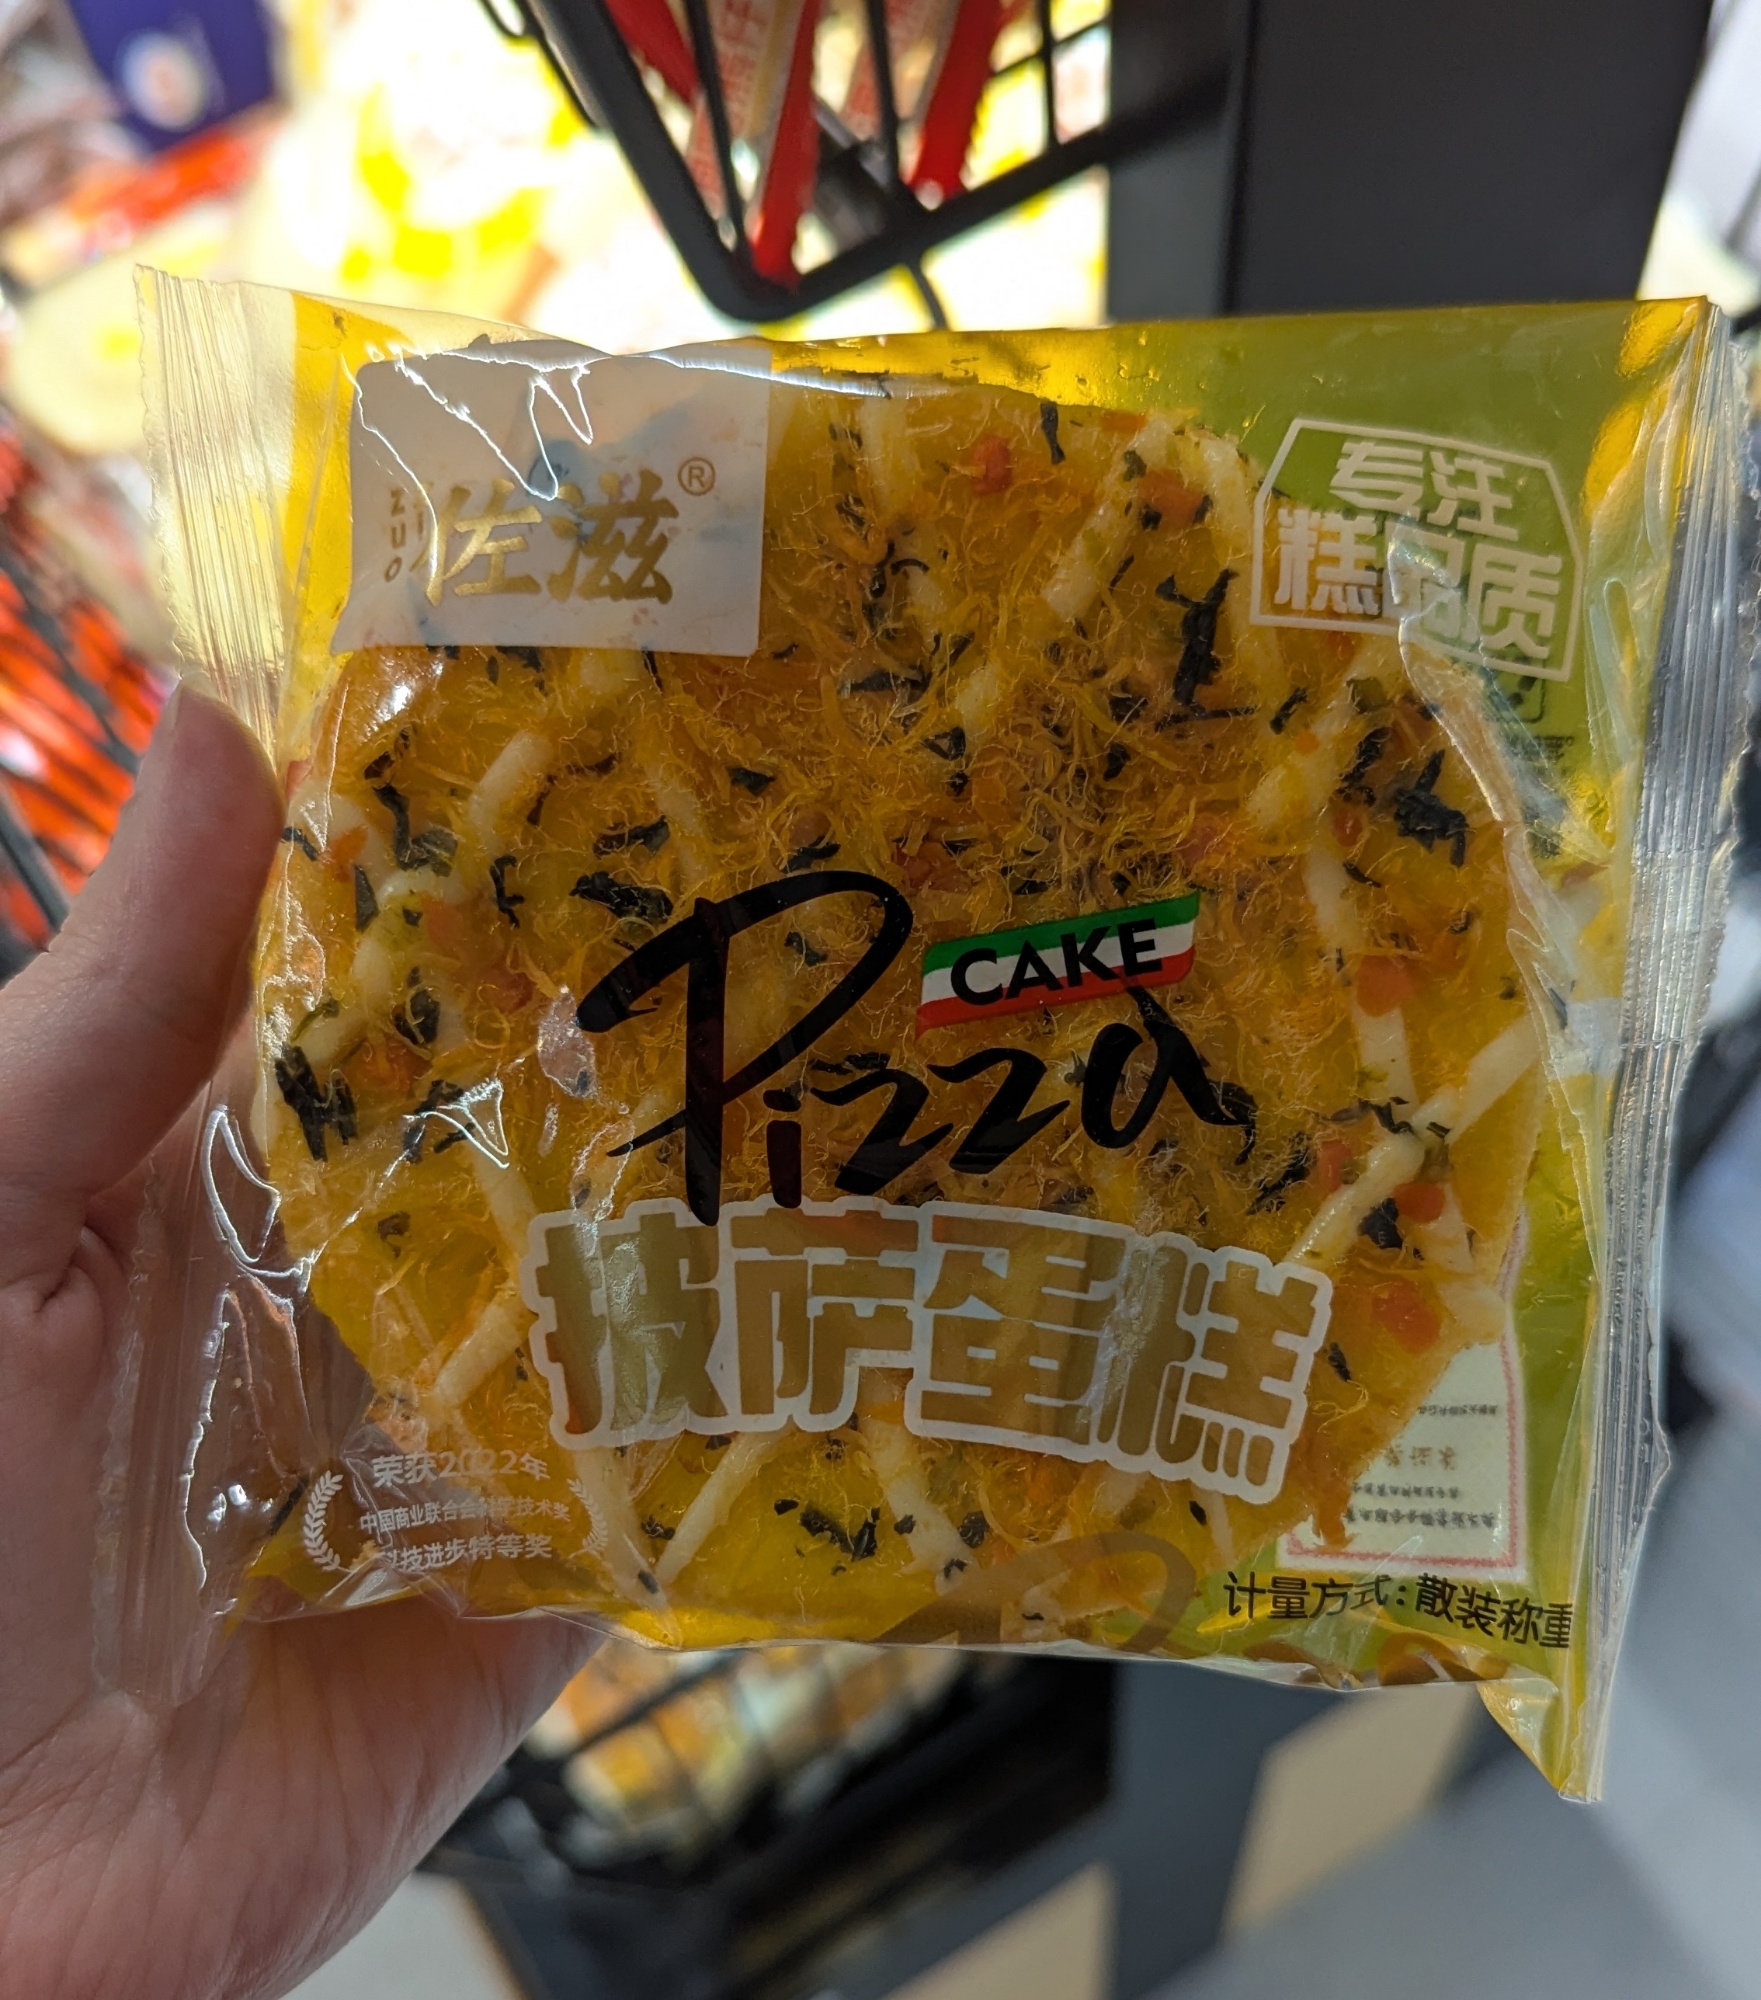 ZUO ZI
佐滋®
专注
糕品质
CAKE
Pizza
披萨蛋糕
荣获2022年
中国商业联合会科学技术奖
科技进步特等奖
计量方式:散装称重